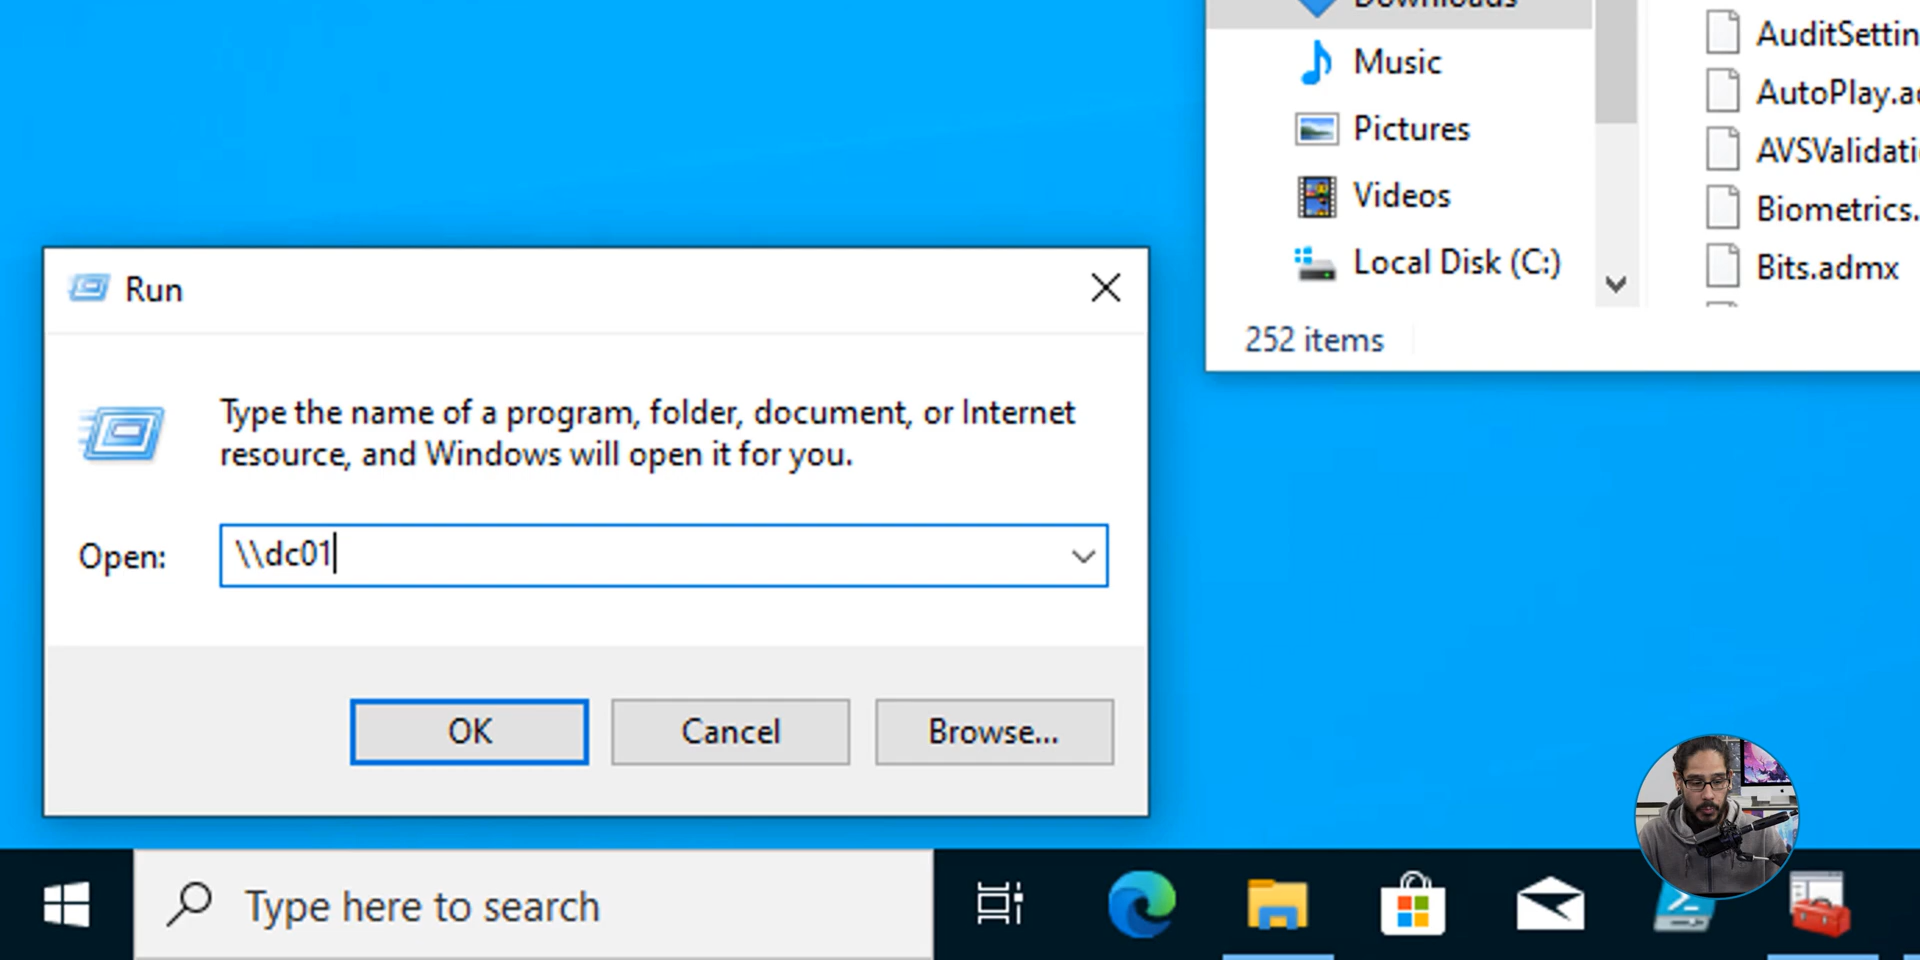 Downloads
Music
Pictures
Videos
Local Disk (C:)
252 items
AuditSettin
AutoPlay.ad
AVSValidati
Biometrics.
Bits.admx
Run
Type the name of a program, folder, document, or Internet
resource, and Windows will open it for you.
Open:
\\dc01
OK
Cancel
Browse...
Type here to search